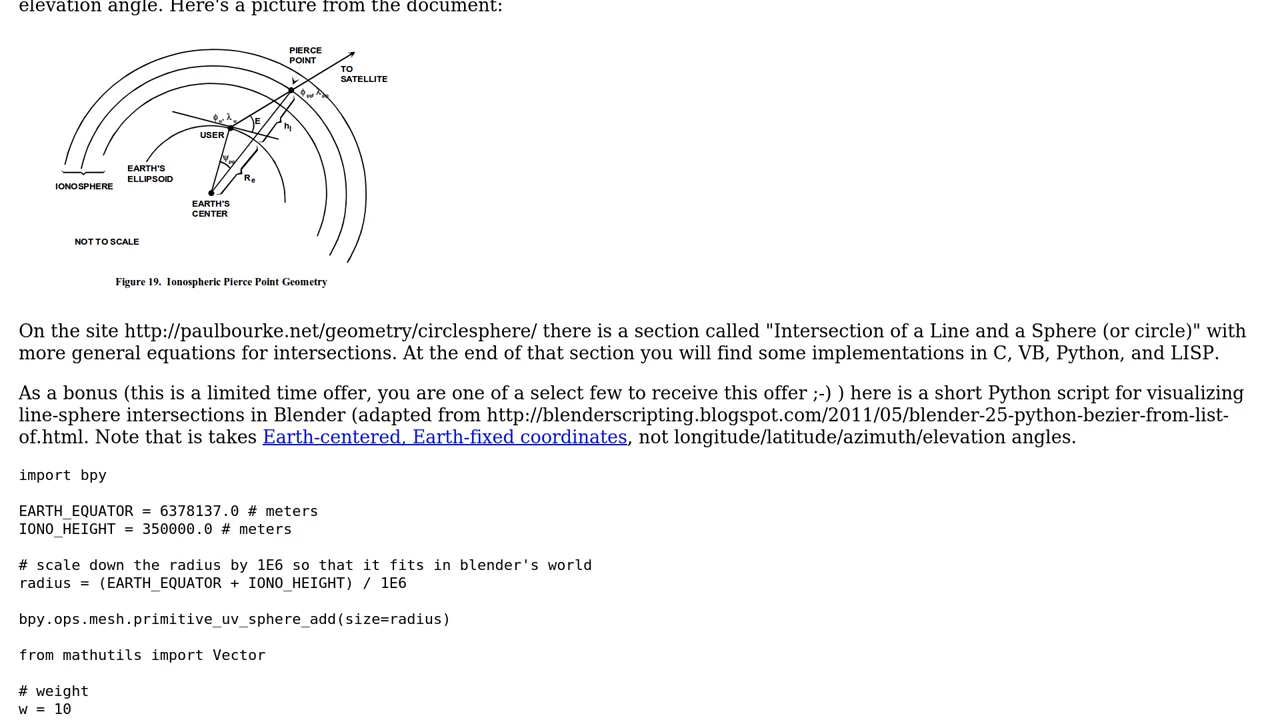 elevation angle. Here's a picture from the document:
PIERCE
POINT
TO
SATELLITE
E
USER
hI
EARTH'S
ELLIPSOID
Re
IONOSPHERE
EARTH'S
CENTER
NOT TO SCALE
Figure 19. Ionospheric Pierce Point Geometry
On the site http://paulbourke.net/geometry/circlesphere/ there is a section called "Intersection of a Line and a Sphere (or circle)" with
more general equations for intersections. At the end of that section you will find some implementations in C, VB, Python, and LISP.
As a bonus (this is a limited time offer, you are one of a select few to receive this offer ;-) ) here is a short Python script for visualizing
line-sphere intersections in Blender (adapted from http://blenderscripting.blogspot.com/2011/05/blender-25-python-bezier-from-list-
of.html. Note that is takes Earth-centered, Earth-fixed coordinates, not longitude/latitude/azimuth/elevation angles.
import bpy
EARTH_EQUATOR = 6378137.0 # meters
IONO_HEIGHT = 350000.0 # meters
# scale down the radius by 1E6 so that it fits in blender's world
radius = (EARTH_EQUATOR + IONO_HEIGHT) / 1E6
bpy.ops.mesh.primitive_uv_sphere_add(size=radius)
from mathutils import Vector
# weight
w = 10